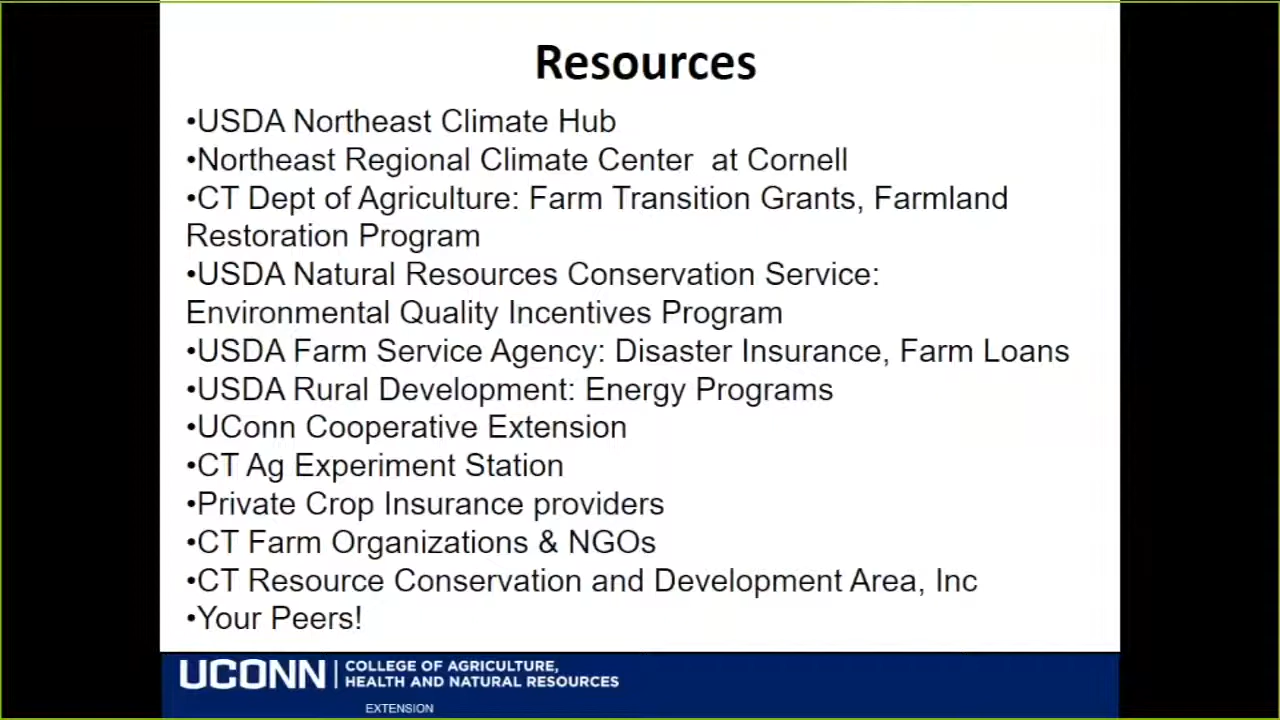 Resources
•USDA Northeast Climate Hub
•Northeast Regional Climate Center  at Cornell
•CT Dept of Agriculture: Farm Transition Grants, Farmland
Restoration Program
•USDA Natural Resources Conservation Service:
Environmental Quality Incentives Program
•USDA Farm Service Agency: Disaster Insurance, Farm Loans
•USDA Rural Development: Energy Programs
•UConn Cooperative Extension
•CT Ag Experiment Station
•Private Crop Insurance providers
•CT Farm Organizations & NGOs
•CT Resource Conservation and Development Area, Inc
•Your Peers!
UCONN
COLLEGE OF AGRICULTURE,
HEALTH AND NATURAL RESOURCES
EXTENSION